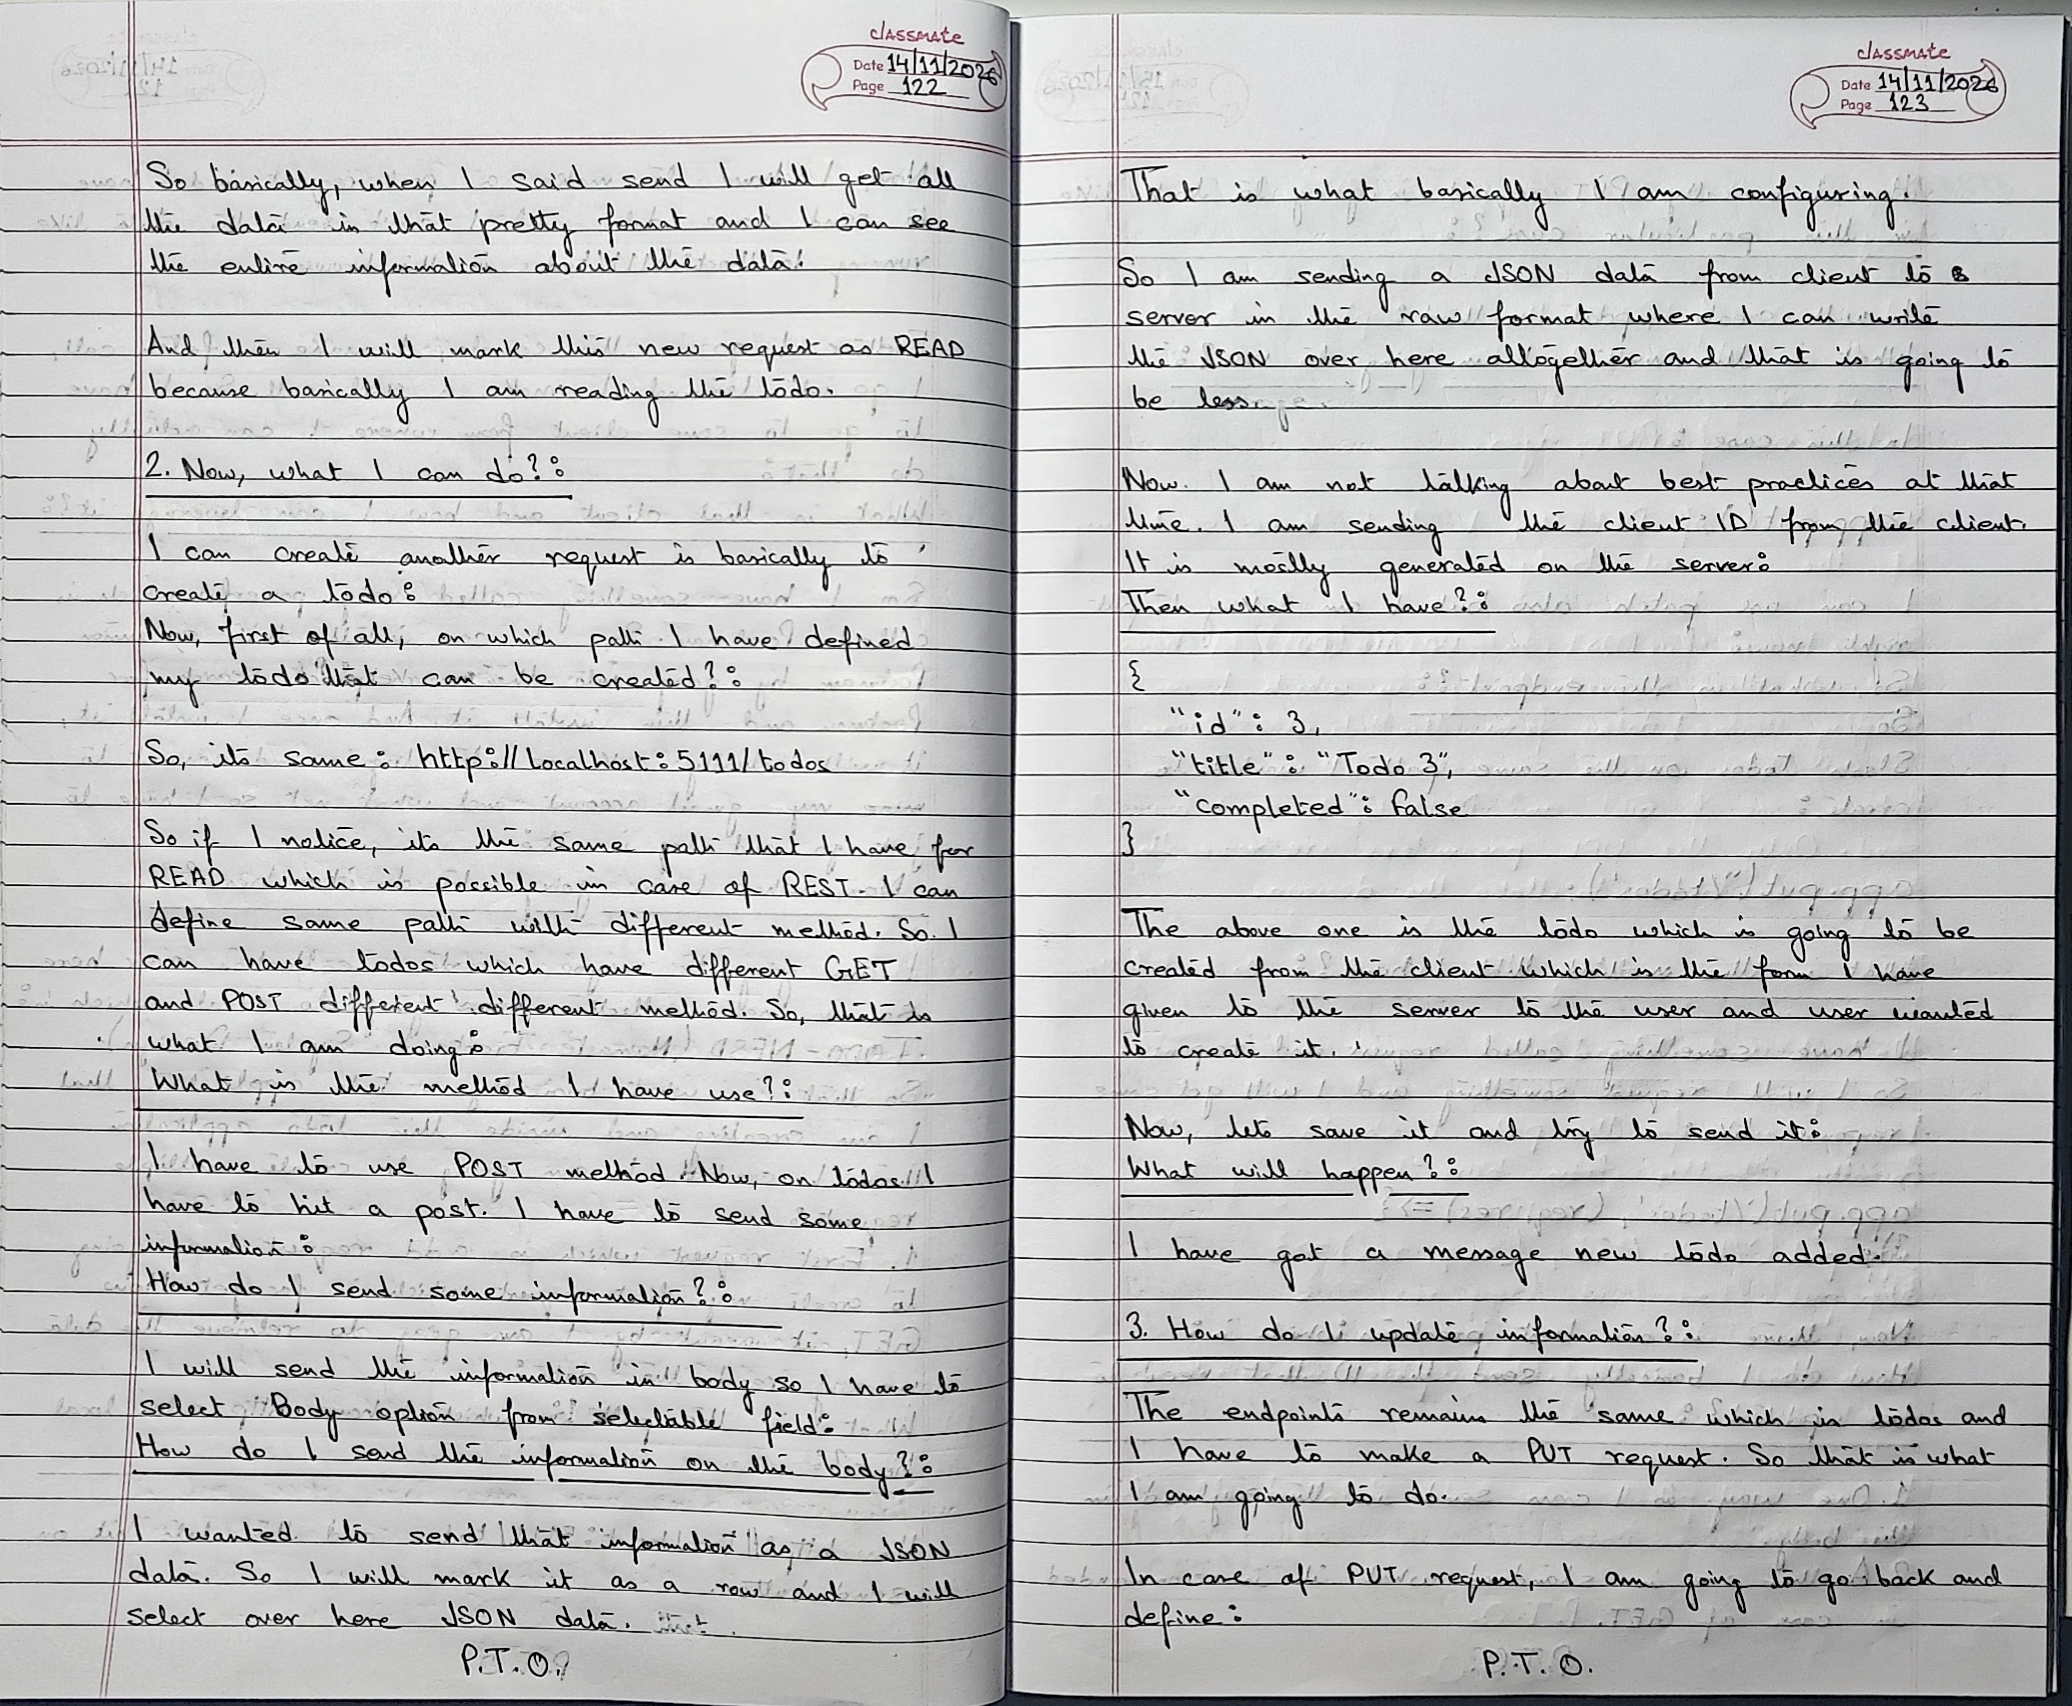 classmate
Date 14/11/2026
Page 122
So basically, when I said send I will get all
the data in that pretty format and I can see
the entire information about the data.
And then I will mark this new request as READ
because basically I am reading the todo.
2. Now, what I can do?:
I can create another request is basically to
create a todo:
Now, first of all, on which path I have defined
my todo that can be created?:
So, its same: http://localhost:5111/todos
So if I notice, its the same path that I have for
READ which is possible in case of REST. I can
define same path with different method. So I
can have todos which have different GET
and POST different different method. So, that is
what I am doing:
What is the method I have use?:
I have to use POST method. Now, on todos I
have to hit a post. I have to send some
information:
How do I send some information?:
I will send the information in body so I have to
select Body option from selectable field:
How do I send the information on the body?:
I wanted to send that information as a JSON
data. So I will mark it as a raw and I will
select over here JSON data.
P.T.O.
classmate
Date 14/11/2026
Page 123
That is what basically I am configuring.
So I am sending a JSON data from client to
server in the raw format where I can write
the JSON over here alltogether and that is going to
be less.
Now I am not talking about best practices at that
time. I am sending the client ID from the client.
It is mostly generated on the server:
Then what I have?:
{
"id": 3,
"title": "Todo 3",
"completed": false
}
The above one is the todo which is going to be
created from the client which is the form I have
given to the server to the user and user wanted
to create it.
Now, lets save it and try to send it:
What will happen?:
I have got a message new todo added.
3. How do I update information?:
The endpoints remains the same which is todos and
I have to make a PUT request. So that is what
I am going to do.
In case of PUT request, I am going to go back and
define:
P.T.O.